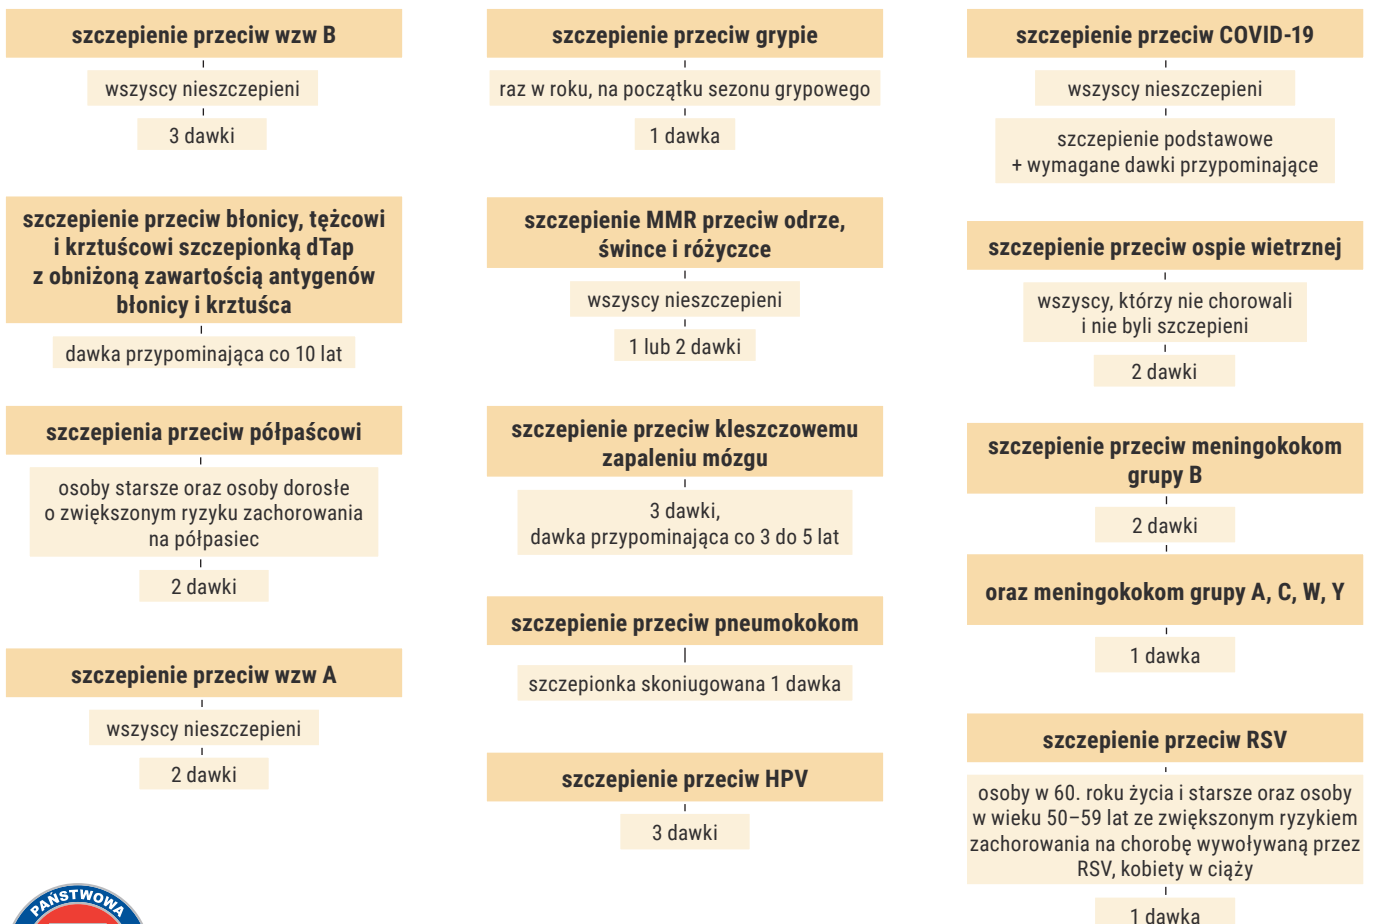 szczepienie przeciw wzw B
wszyscy nieszczepieni
3 dawki
szczepienie przeciw błonicy, tężcowi
i krztuścowi szczepionką dTap
z obniżoną zawartością antygenów
błonicy i krztuśca
dawka przypominająca co 10 lat
szczepienia przeciw półpaścowi
osoby starsze oraz osoby dorosłe
o zwiększonym ryzyku zachorowania
na półpasiec
2 dawki
szczepienie przeciw wzw A
wszyscy nieszczepieni
2 dawki
szczepienie przeciw grypie
raz w roku, na początku sezonu grypowego
1 dawka
szczepienie MMR przeciw odrze,
śwince i różyczce
wszyscy nieszczepieni
1 lub 2 dawki
szczepienie przeciw kleszczowemu
zapaleniu mózgu
3 dawki,
dawka przypominająca co 3 do 5 lat
szczepienie przeciw pneumokokom
szczepionka skoniugowana 1 dawka
szczepienie przeciw HPV
3 dawki
szczepienie przeciw COVID-19
wszyscy nieszczepieni
szczepienie podstawowe
+ wymagane dawki przypominające
szczepienie przeciw ospie wietrznej
wszyscy, którzy nie chorowali
i nie byli szczepieni
2 dawki
szczepienie przeciw meningokokom
grupy B
2 dawki
oraz meningokokom grupy A, C, W, Y
1 dawka
szczepienie przeciw RSV
osoby w 60. roku życia i starsze oraz osoby
w wieku 50–59 lat ze zwiększonym ryzykiem
zachorowania na chorobę wywoływaną przez
RSV, kobiety w ciąży
1 dawka
PAŃSTWOWA